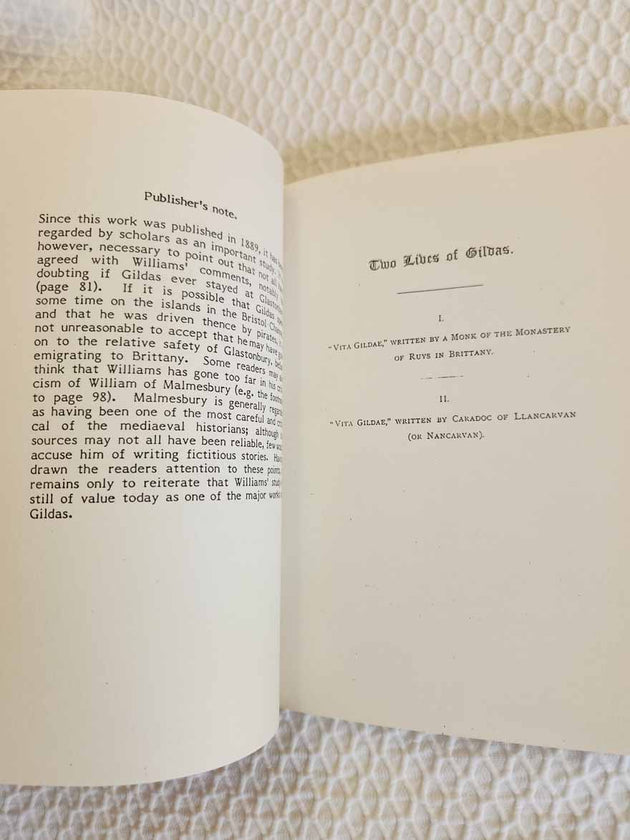 Publisher's note.
Since this work was published in 1889, it has
regarded by scholars as an important study.
however, necessary to point out that not all
agreed with Williams' comments, notably
doubting if Gildas ever stayed at
(page 81). If it is possible that Gildas
some time on the islands in the Bristol
and that he was driven thence by pirates,
not unreasonable to accept that he may have
on to the relative safety of Glastonbury,
emigrating to Brittany. Some readers may
think that Williams has gone too far in his
cism of William of Malmesbury (e.g. the
to page 98). Malmesbury is generally
as having been one of the most careful and
cal of the mediaeval historians; although
sources may not all have been reliable, few
accuse him of writing fictitious stories.
drawn the readers attention to these points,
remains only to reiterate that Williams'
still of value today as one of the major works
Gildas.
Two Lives of Gildas.
I.
"Vita Gildae," written by a Monk of the Monastery
of Ruys in Brittany.
II.
"Vita Gildae," written by Caradoc of Llancarvan
(or Nancarvan).